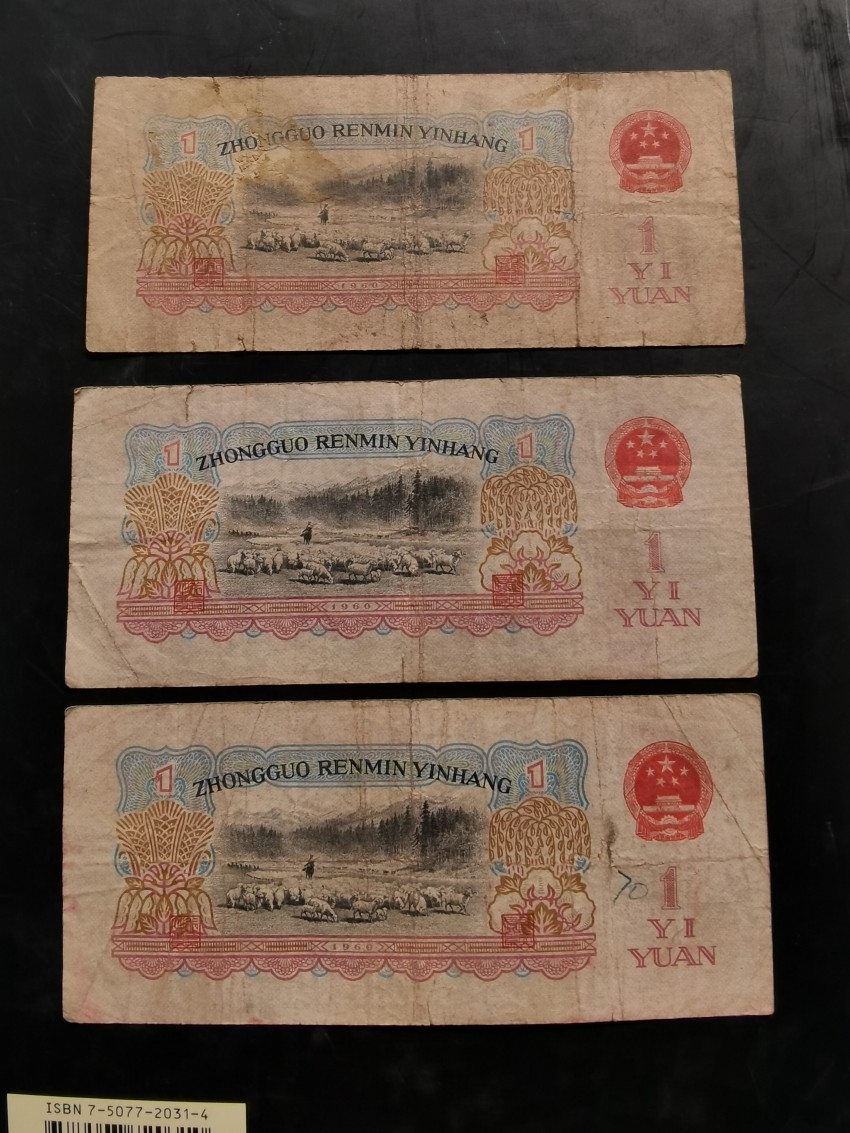 1 ZHONGGUO RENMIN YINHANG 1
1
YI
YUAN
1960
1 ZHONGGUO RENMIN YINHANG 1
1
YI
YUAN
1960
1 ZHONGGUO RENMIN YINHANG 1
70 1
YI
YUAN
1960
ISBN 7-5077-2031-4